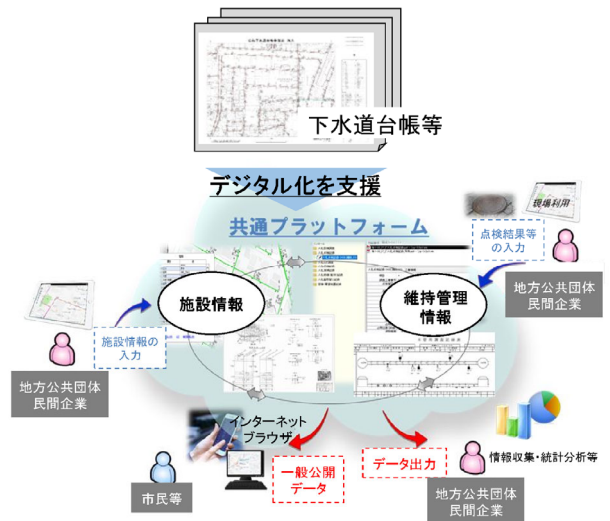 下水道台帳等
デジタル化を支援
共通プラットフォーム
現場利用
点検結果等
の入力
地方公共団体
民間企業
施設情報
維持管理
情報
施設情報の
入力
地方公共団体
民間企業
インターネット
ブラウザ
一般公開
データ
データ出力
情報収集・統計分析等
市民等
地方公共団体
民間企業